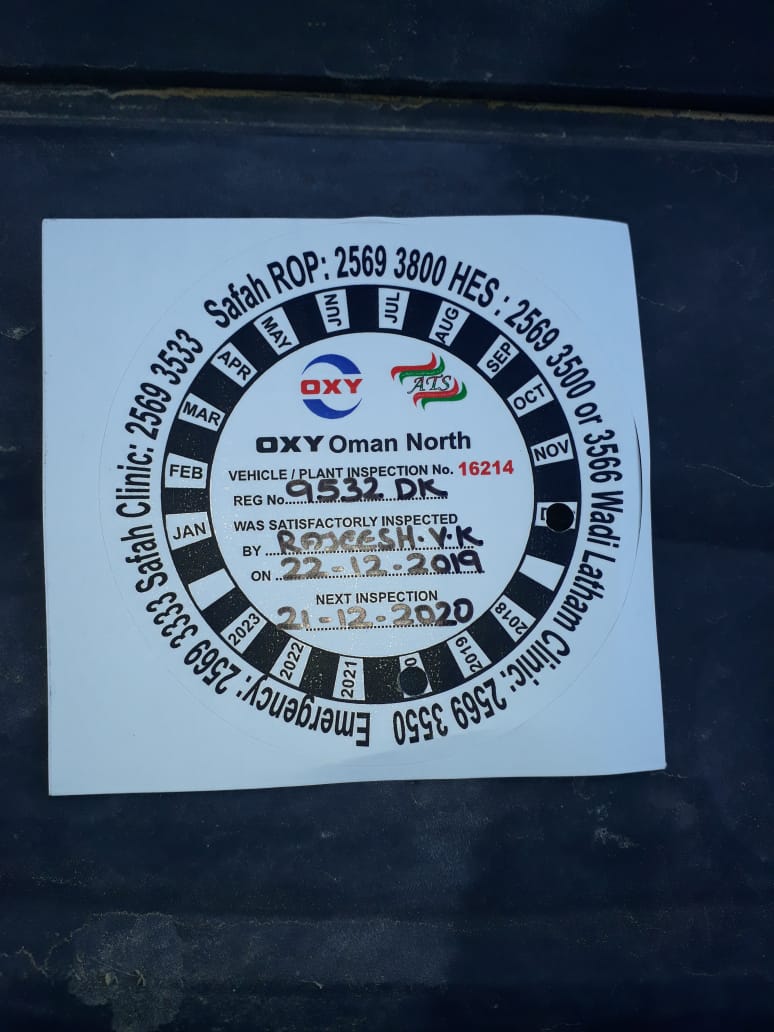 Safah ROP: 2569 3800 HES : 2569 3500 or 3566 Wadi Latham Clinic: 2569 3550
Emergency: 2569 3333 Safah Clinic: 2569 3533
JAN
FEB
MAR
APR
MAY
JUN
JUL
AUG
SEP
OCT
NOV
2018
2019
2021
2022
2023
OXY
ATS
OXY Oman North
VEHICLE / PLANT INSPECTION No. 16214
REG No. 9532 DK
WAS SATISFACTORLY INSPECTED
BY RAJEESH.V.K
ON 22-12-2019
NEXT INSPECTION
21-12-2020